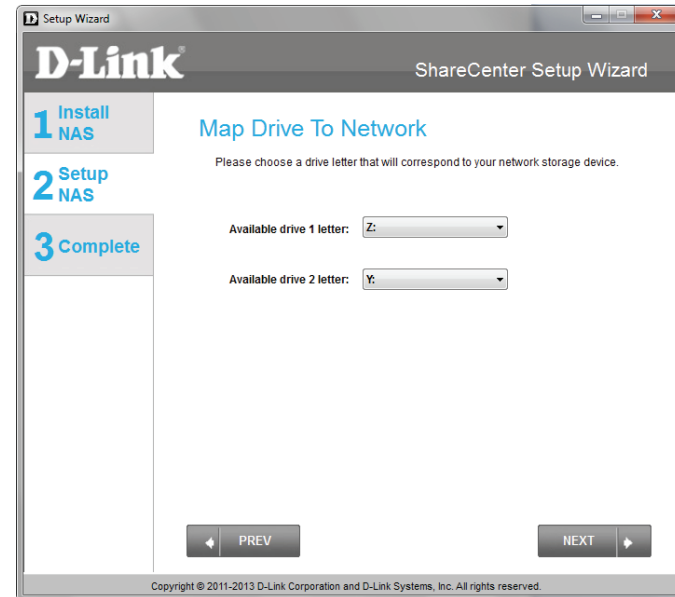 Setup Wizard
D-Link
ShareCenter Setup Wizard
1 Install
NAS
2 Setup
NAS
3 Complete
Map Drive To Network
Please choose a drive letter that will correspond to your network storage device.
Available drive 1 letter: Z:
Available drive 2 letter: Y:
PREV
NEXT
Copyright © 2011-2013 D-Link Corporation and D-Link Systems, Inc. All rights reserved.